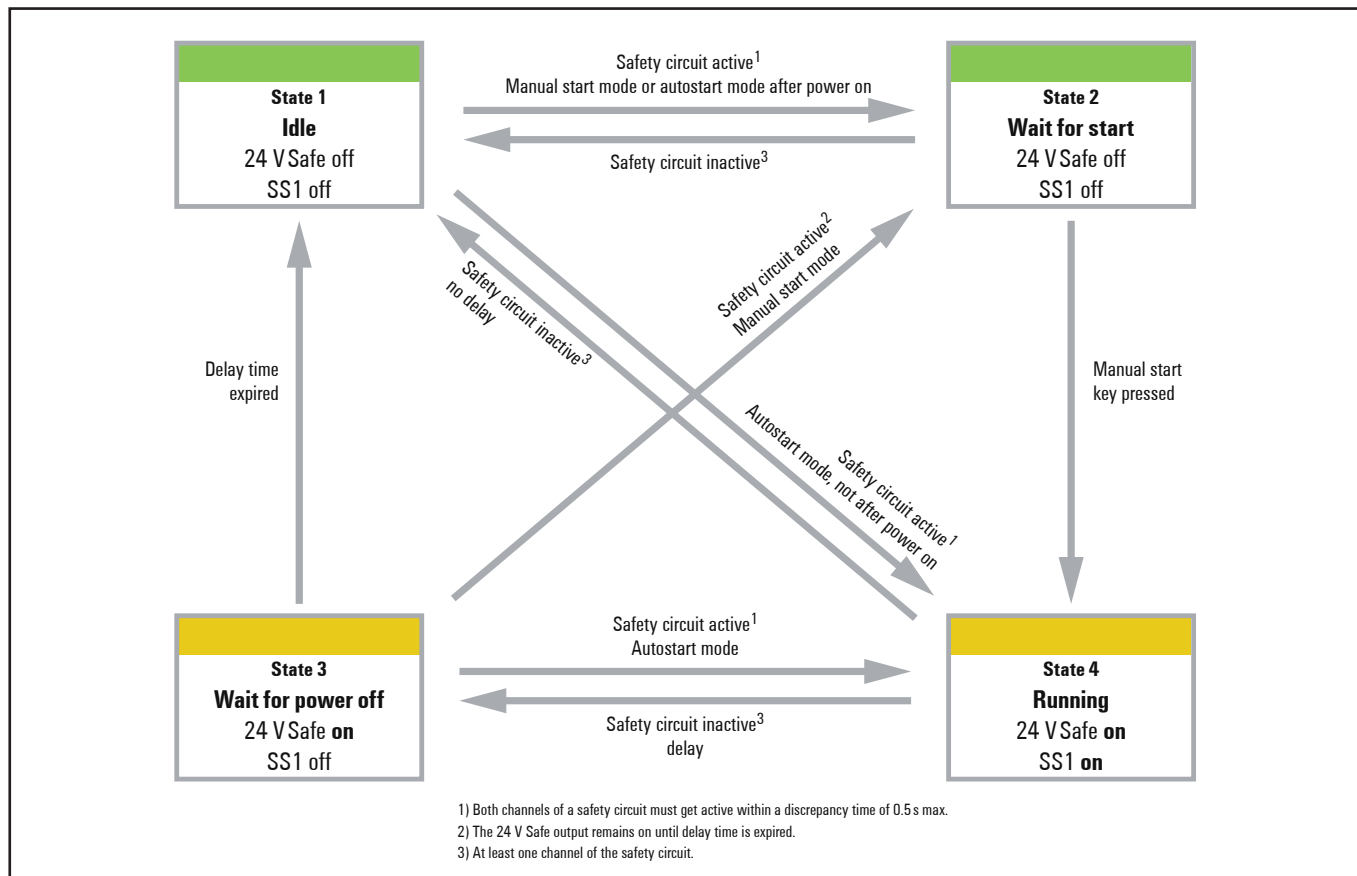 State 1
Idle
24 V Safe off
SS1 off
Safety circuit active1
Manual start mode or autostart mode after power on
Safety circuit inactive3
State 2
Wait for start
24 V Safe off
SS1 off
Safety circuit inactive3
no delay
Safety circuit active2
Manual start mode
Delay time
expired
Manual start
key pressed
Safety circuit active1
Autostart mode, not after power on
State 3
Wait for power off
24 V Safe on
SS1 off
Safety circuit active1
Autostart mode
Safety circuit inactive3
delay
State 4
Running
24 V Safe on
SS1 on
1) Both channels of a safety circuit must get active within a discrepancy time of 0.5 s max.
2) The 24 V Safe output remains on until delay time is expired.
3) At least one channel of the safety circuit.